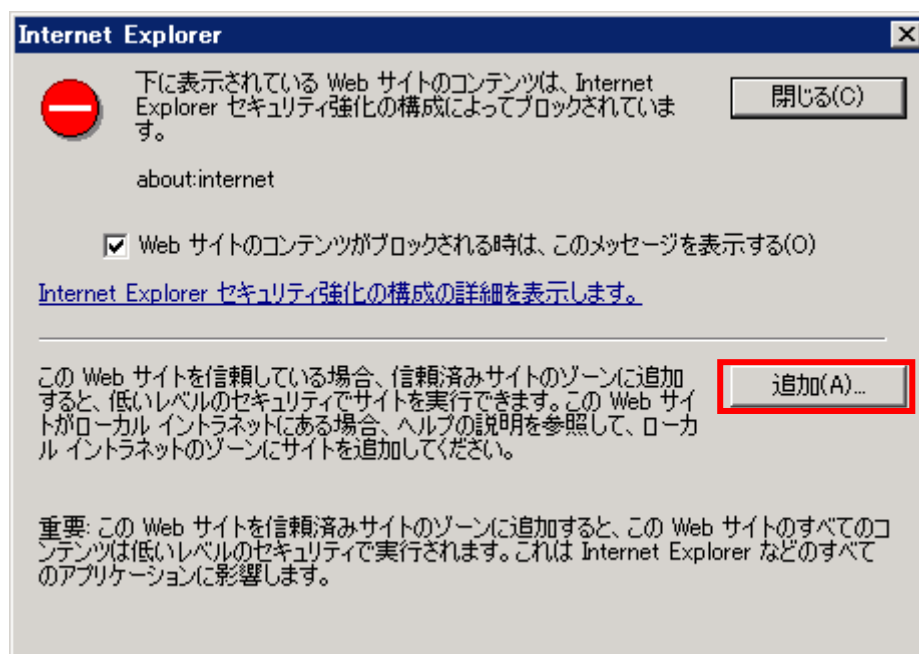 Internet Explorer
下に表示されている Web サイトのコンテンツは、Internet
Explorer セキュリティ強化の構成によってブロックされていま
す。
閉じる(C)
about:internet
Web サイトのコンテンツがブロックされる時は、このメッセージを表示する(O)
Internet Explorer セキュリティ強化の構成の詳細を表示します。
この Web サイトを信頼している場合、信頼済みサイトのゾーンに追加
すると、低いレベルのセキュリティでサイトを実行できます。この Web サイ
トがローカル イントラネットにある場合、ヘルプの説明を参照して、ローカ
ル イントラネットのゾーンにサイトを追加してください。
追加(A)...
重要: この Web サイトを信頼済みサイトのゾーンに追加すると、この Web サイトのすべてのコ
ンテンツは低いレベルのセキュリティで実行されます。これは Internet Explorer などのすべて
のアプリケーションに影響します。